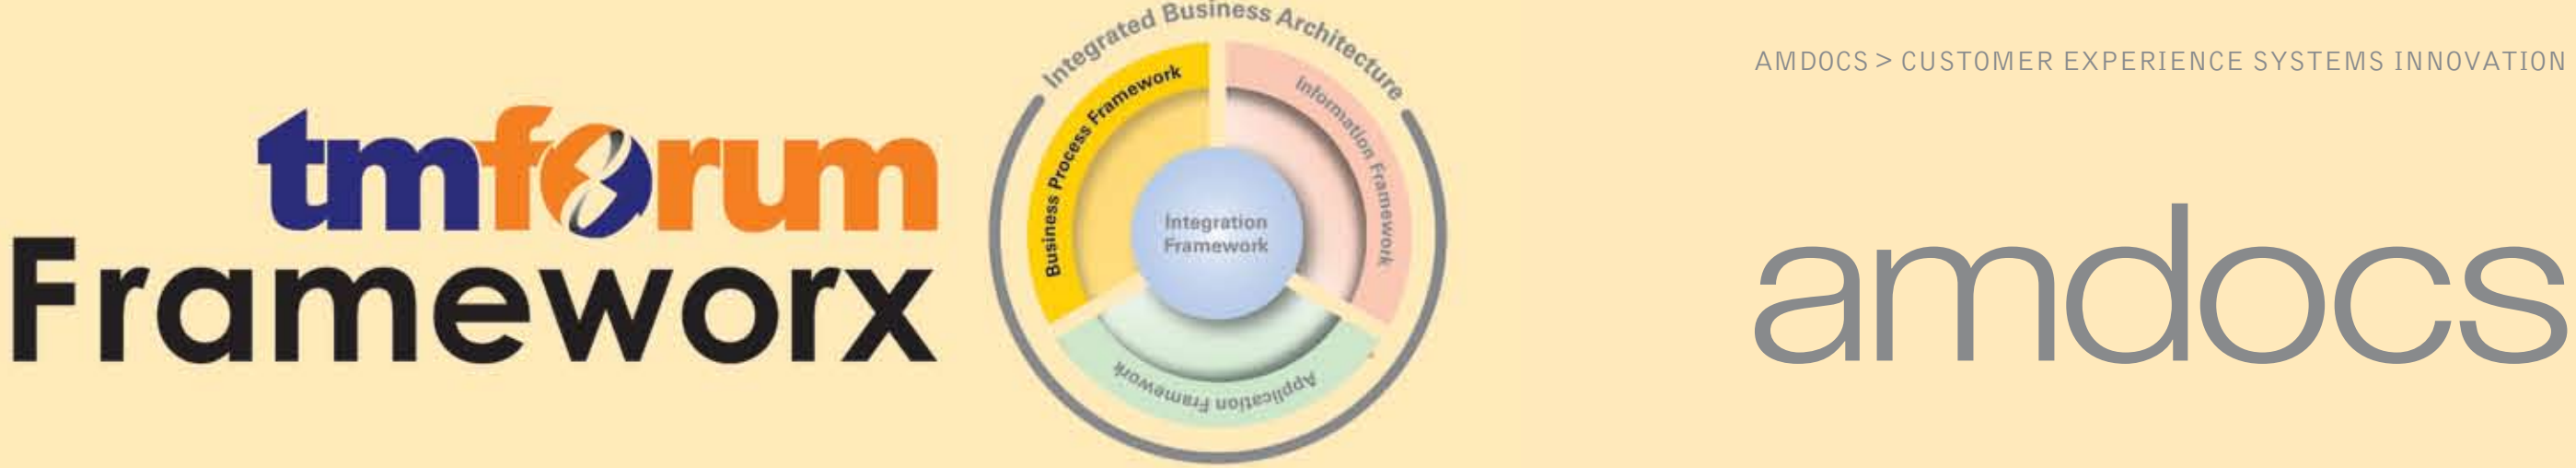 tmforum
Frameworx
Integrated Business Architecture
Business Process Framework
Information Framework
Integration
Framework
Application Framework
AMDOCS > CUSTOMER EXPERIENCE SYSTEMS INNOVATION
amdocs